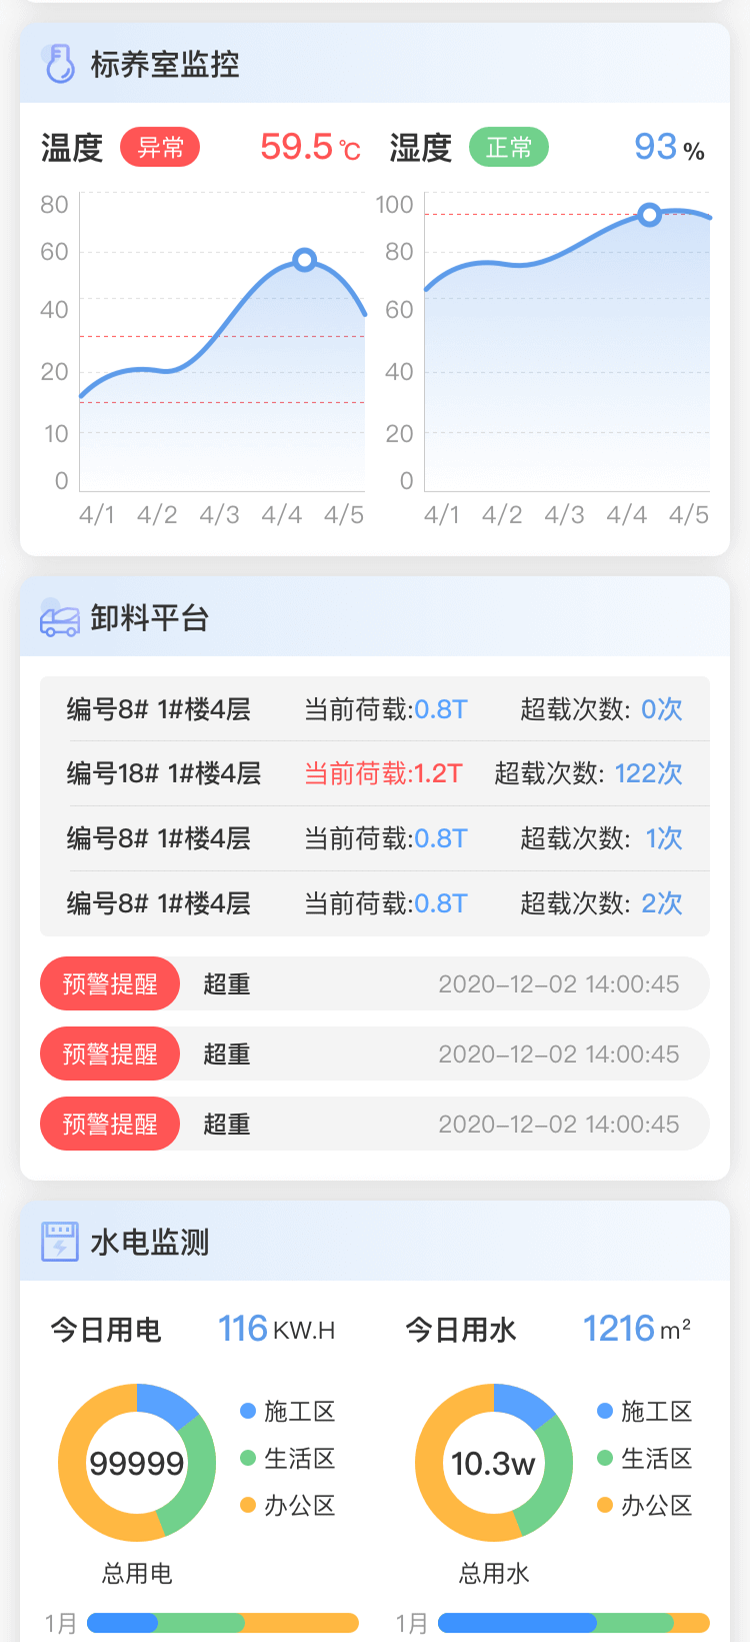 标养室监控
温度 异常 59.5 ℃ 湿度 正常 93 %
80 100
60 80
40 60
20 40
10 20
0 0
4/1 4/2 4/3 4/4 4/5 4/1 4/2 4/3 4/4 4/5
卸料平台
编号8# 1#楼4层 当前荷载:0.8T 超载次数: 0次
编号18# 1#楼4层 当前荷载:1.2T 超载次数: 122次
编号8# 1#楼4层 当前荷载:0.8T 超载次数: 1次
编号8# 1#楼4层 当前荷载:0.8T 超载次数: 2次
预警提醒 超重 2020-12-02 14:00:45
预警提醒 超重 2020-12-02 14:00:45
预警提醒 超重 2020-12-02 14:00:45
水电监测
今日用电 116 KW.H 今日用水 1216 m²
施工区 施工区
99999 生活区 10.3w 生活区
办公区 办公区
总用电 总用水
1月 1月